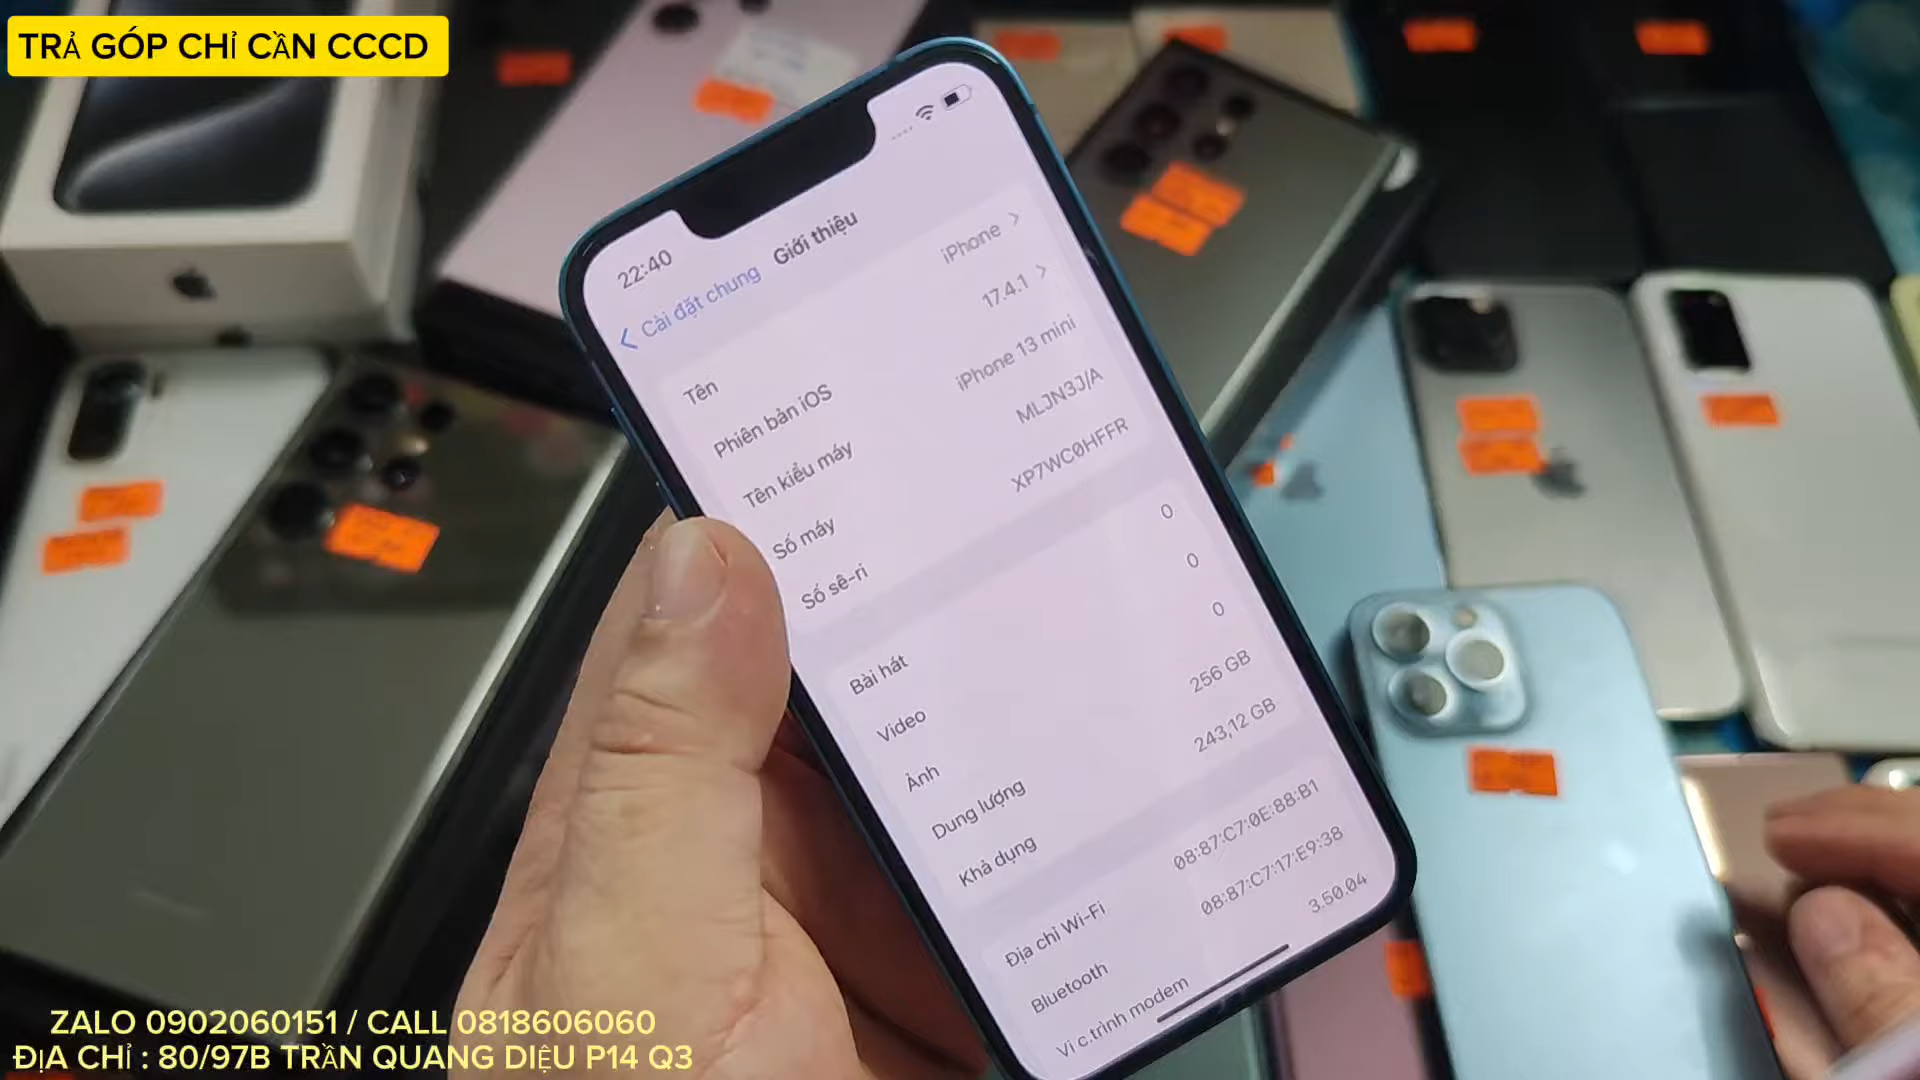 TRẢ GÓP CHỈ CẦN CCCD
22:40
Cài đặt chung Giới thiệu
Tên iPhone
Phiên bản iOS 17.4.1
Tên kiểu máy iPhone 13 mini
Số máy MLJN3J/A
Số sê-ri XP7WC0HFFR
Bài hát 0
Video 0
Ảnh 0
Dung lượng 256 GB
Khả dụng 243,12 GB
Địa chỉ Wi-Fi 08:87:C7:0E:88:B1
Bluetooth 08:87:C7:17:E9:38
Vi c.trình modem 3.50.04
ZALO 0902060151 / CALL 0818606060
ĐỊA CHỈ : 80/97B TRẦN QUANG DIỆU P14 Q3